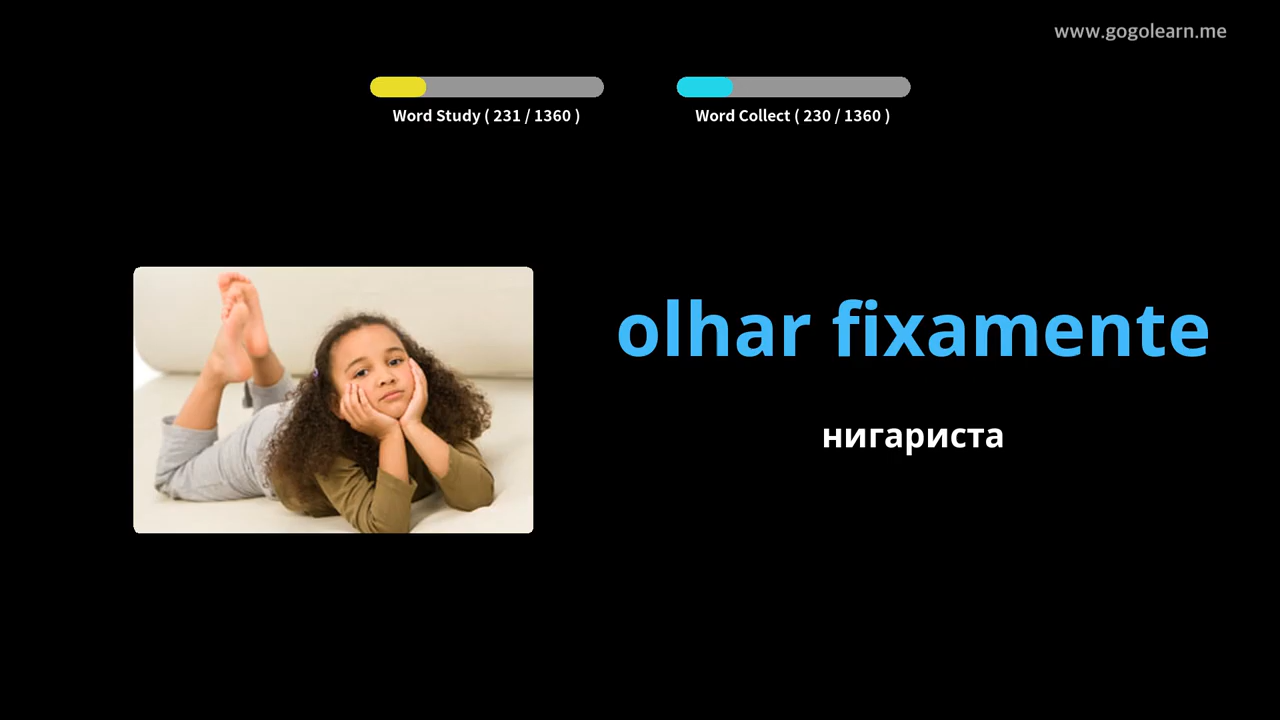 www.gogolearn.me
Word Study ( 231 / 1360 )
Word Collect ( 230 / 1360 )
olhar fixamente
нигариста